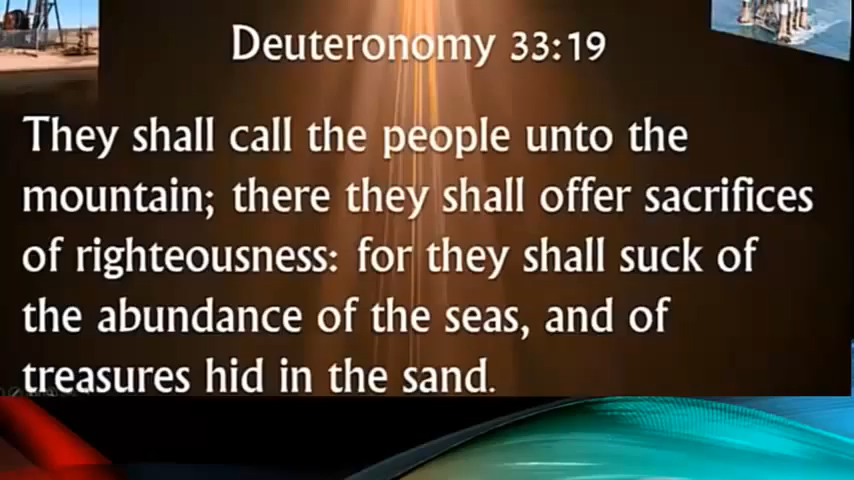 Deuteronomy 33:19
They shall call the people unto the
mountain; there they shall offer sacrifices
of righteousness: for they shall suck of
the abundance of the seas, and of
treasures hid in the sand.